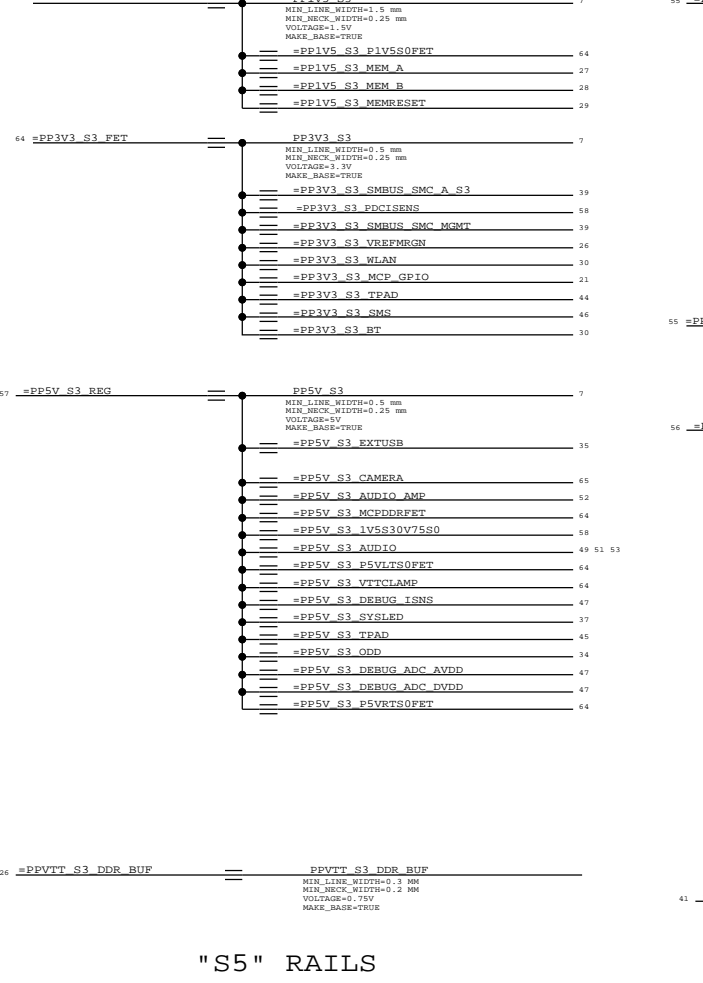 7
MIN_LINE_WIDTH=1.5 mm
MIN_NECK_WIDTH=0.25 mm
VOLTAGE=1.5V
MAKE_BASE=TRUE
=PP1V5_S3_P1V5S0FET 64
=PP1V5_S3_MEM_A 27
=PP1V5_S3_MEM_B 28
=PP1V5_S3_MEMRESET 29
64 =PP3V3_S3_FET PP3V3_S3 7
MIN_LINE_WIDTH=0.5 mm
MIN_NECK_WIDTH=0.25 mm
VOLTAGE=3.3V
MAKE_BASE=TRUE
=PP3V3_S3_SMBUS_SMC_A_S3 39
=PP3V3_S3_PDCISENS 58
=PP3V3_S3_SMBUS_SMC_MGMT 39
=PP3V3_S3_VREFMRGN 26
=PP3V3_S3_WLAN 30
=PP3V3_S3_MCP_GPIO 21
=PP3V3_S3_TPAD 44
=PP3V3_S3_SMS 46
=PP3V3_S3_BT 30
55 =PP
57 =PP5V_S3_REG PP5V_S3 7
MIN_LINE_WIDTH=0.5 mm
MIN_NECK_WIDTH=0.25 mm
VOLTAGE=5V
MAKE_BASE=TRUE
56
=PP5V_S3_EXTUSB 35
=PP5V_S3_CAMERA 65
=PP5V_S3_AUDIO_AMP 52
=PP5V_S3_MCPDDRFET 64
=PP5V_S3_1V5S30V75S0 58
=PP5V_S3_AUDIO 49 51 53
=PP5V_S3_P5VLTS0FET 64
=PP5V_S3_VTTCLAMP 64
=PP5V_S3_DEBUG_ISNS 47
=PP5V_S3_SYSLED 37
=PP5V_S3_TPAD 45
=PP5V_S3_ODD 34
=PP5V_S3_DEBUG_ADC_AVDD 47
=PP5V_S3_DEBUG_ADC_DVDD 47
=PP5V_S3_P5VRTS0FET 64
26 =PPVTT_S3_DDR_BUF PPVTT_S3_DDR_BUF
MIN_LINE_WIDTH=0.3 MM
MIN_NECK_WIDTH=0.2 MM
VOLTAGE=0.75V
MAKE_BASE=TRUE
41
"S5" RAILS